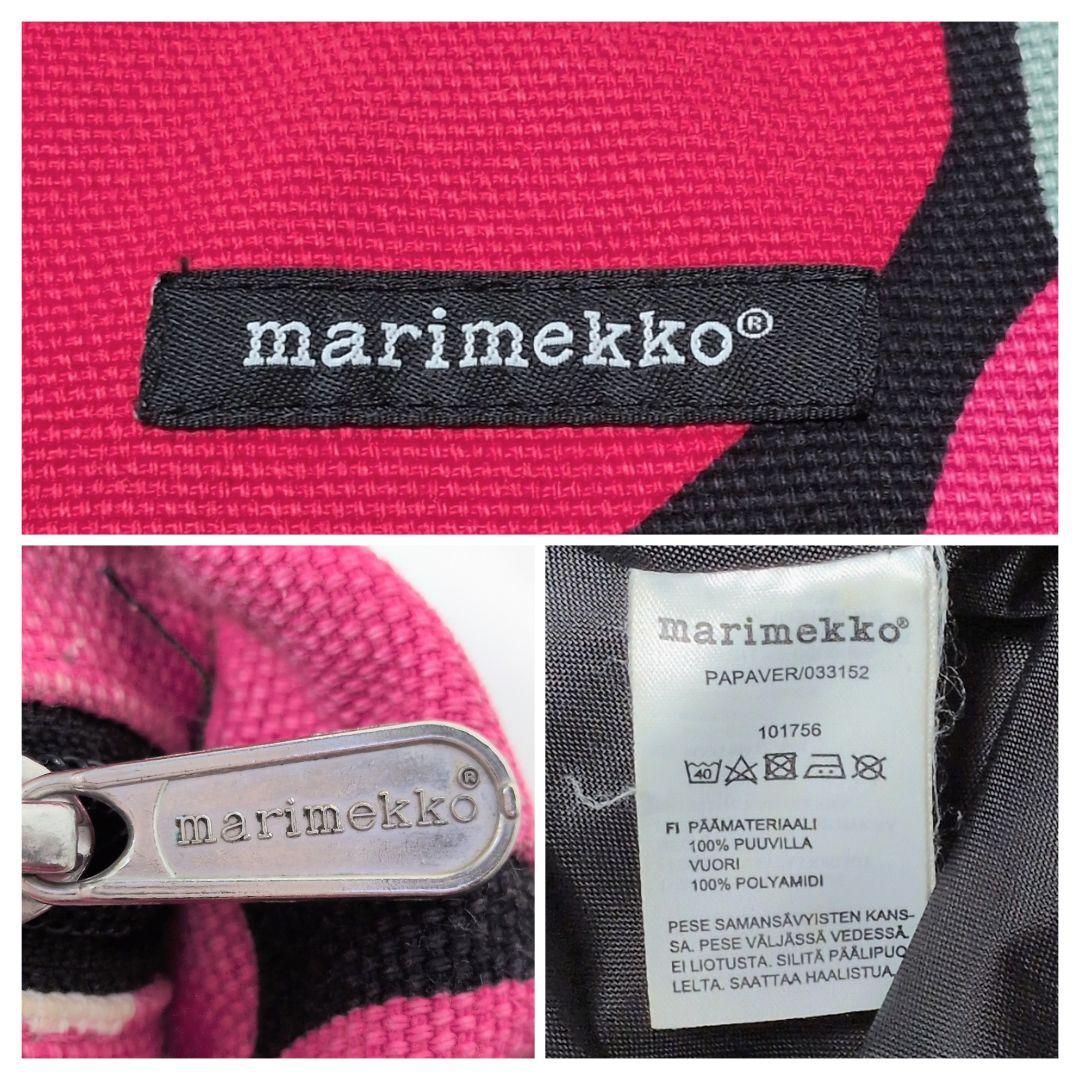 marimekko®
marimekko®
marimekko®
PAPAVER/033152
101756
40
FI PÄÄMATERIAALI
100% PUUVILLA
VUORI
100% POLYAMIDI
PESE SAMANSÄVYISTEN KANS-
SA. PESE VÄLJÄSSÄ VEDESSÄ.
EI LIOTUSTA. SILITÄ PÄÄLIPUO
LELTA. SAATTAA HAALISTUA.